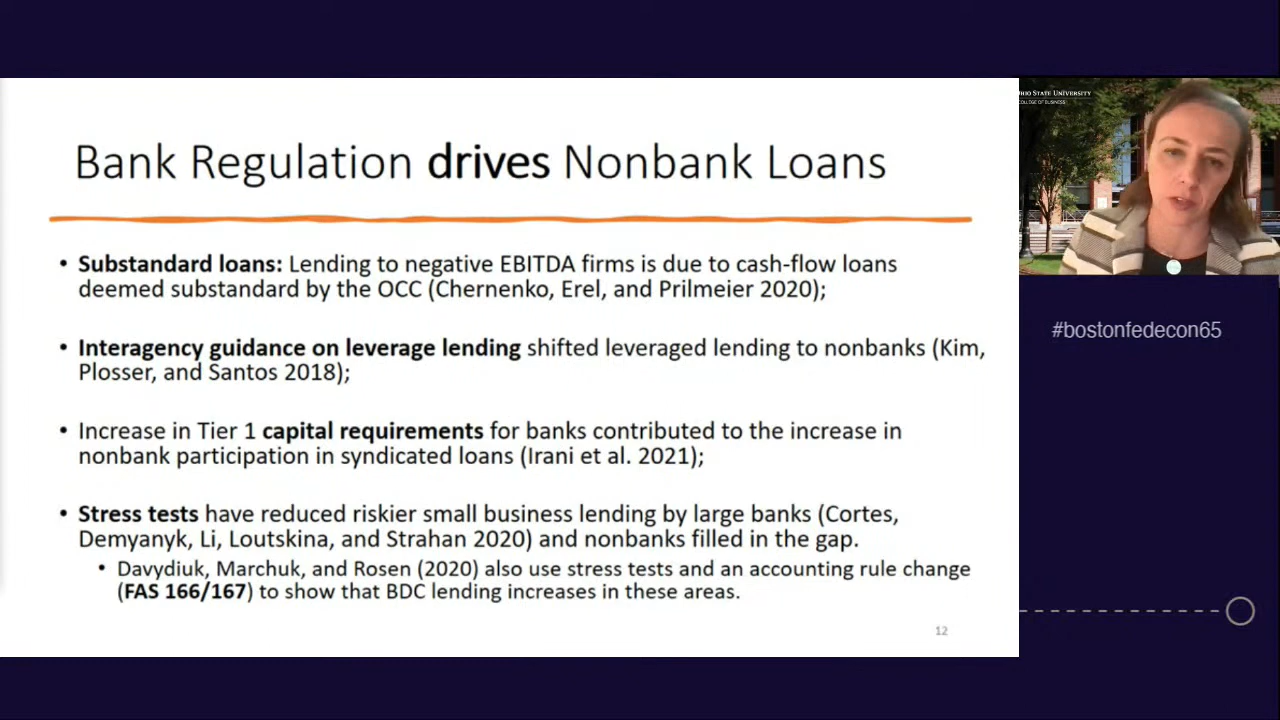 Bank Regulation drives Nonbank Loans
• Substandard loans: Lending to negative EBITDA firms is due to cash-flow loans
deemed substandard by the OCC (Chernenko, Erel, and Prilmeier 2020);
• Interagency guidance on leverage lending shifted leveraged lending to nonbanks (Kim,
Plosser, and Santos 2018);
• Increase in Tier 1 capital requirements for banks contributed to the increase in
nonbank participation in syndicated loans (Irani et al. 2021);
• Stress tests have reduced riskier small business lending by large banks (Cortes,
Demyanyk, Li, Loutskina, and Strahan 2020) and nonbanks filled in the gap.
• Davydiuk, Marchuk, and Rosen (2020) also use stress tests and an accounting rule change
(FAS 166/167) to show that BDC lending increases in these areas.
12
HIO STATE UNIVERSITY
COLLEGE OF BUSINESS
#bostonfedecon65